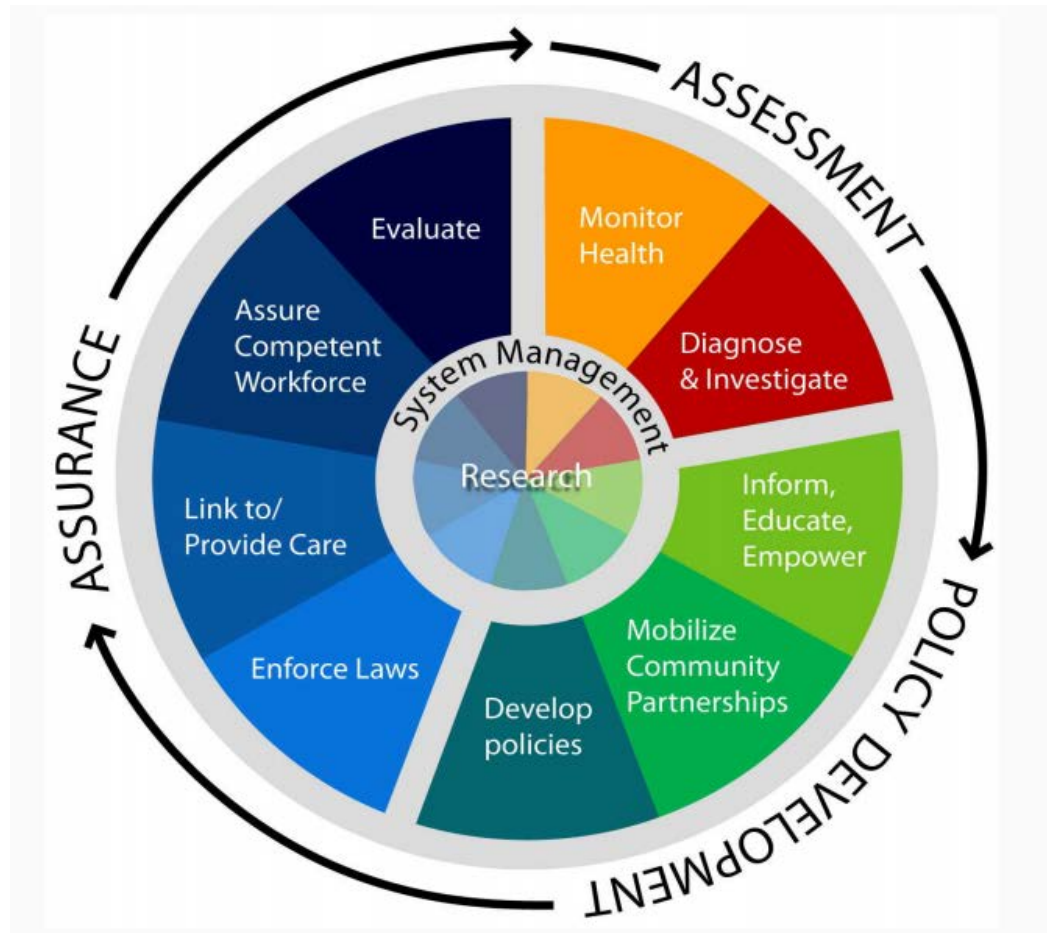 ASSESSMENT
Monitor
Health
Diagnose
& Investigate
POLICY DEVELOPMENT
Inform,
Educate,
Empower
Mobilize
Community
Partnerships
Develop
policies
ASSURANCE
Enforce Laws
Link to/
Provide Care
Assure
Competent
Workforce
Evaluate
System Management
Research